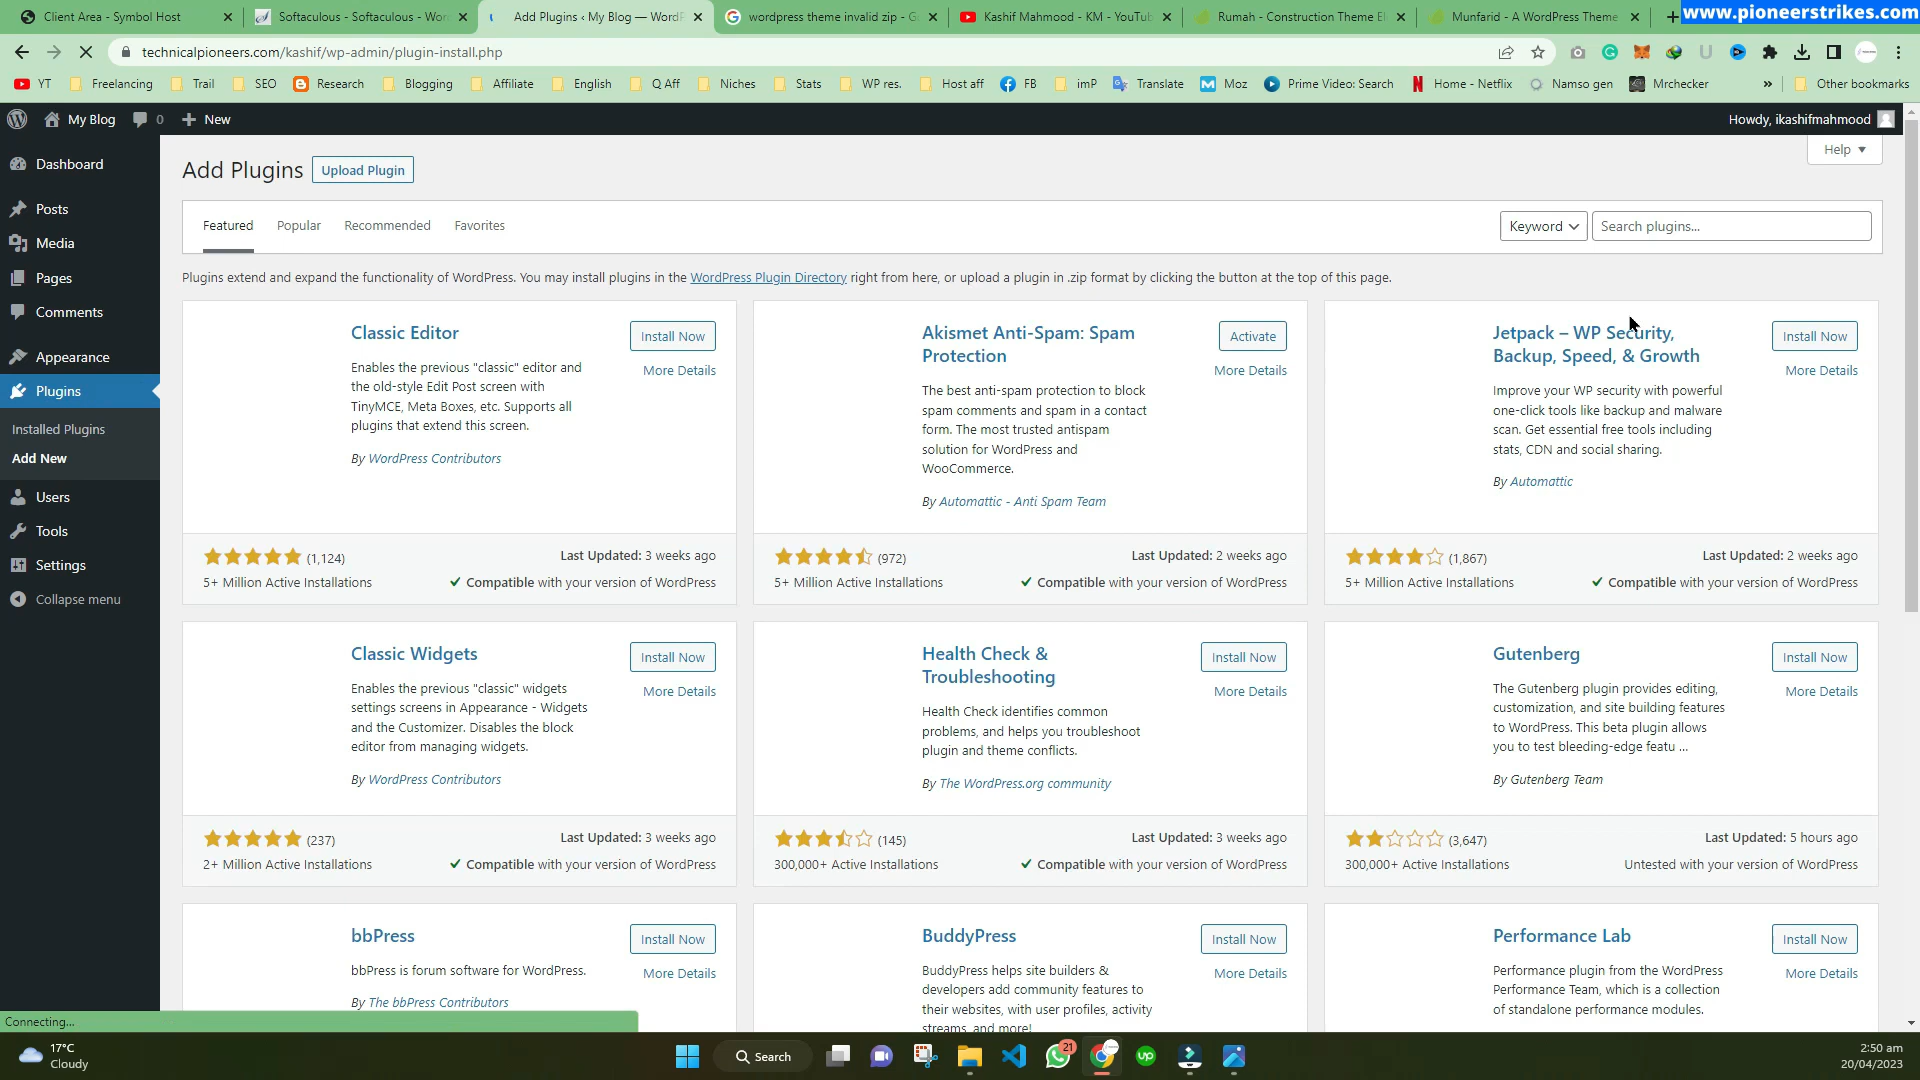 Client Area - Symbol Host
Softaculous - Softaculous - Wor
Add Plugins ‹ My Blog — WordP
wordpress theme invalid zip - G
Kashif Mahmood - KM - YouTub
Rumah - Construction Theme El
Munfarid - A WordPress Theme
www.pioneerstrikes.com
technicalpioneers.com/kashif/wp-admin/plugin-install.php
YT Freelancing Trail SEO Research Blogging Affiliate English Q Aff Niches Stats WP res. Host aff FB imP Translate Moz Prime Video: Search Home - Netflix Namso gen Mrchecker » Other bookmarks
My Blog 0 + New
Howdy, ikashifmahmood
Dashboard
Posts
Media
Pages
Comments
Appearance
Plugins
Installed Plugins
Add New
Users
Tools
Settings
Collapse menu
Help
Add Plugins Upload Plugin
Featured Popular Recommended Favorites
Keyword Search plugins...
Plugins extend and expand the functionality of WordPress. You may install plugins in the WordPress Plugin Directory right from here, or upload a plugin in .zip format by clicking the button at the top of this page.
Classic Editor
Install Now
More Details
Enables the previous "classic" editor and
the old-style Edit Post screen with
TinyMCE, Meta Boxes, etc. Supports all
plugins that extend this screen.
By WordPress Contributors
(1,124)
Last Updated: 3 weeks ago
5+ Million Active Installations
Compatible with your version of WordPress
Akismet Anti-Spam: Spam
Protection
Activate
More Details
The best anti-spam protection to block
spam comments and spam in a contact
form. The most trusted antispam
solution for WordPress and
WooCommerce.
By Automattic - Anti Spam Team
(972)
Last Updated: 2 weeks ago
5+ Million Active Installations
Compatible with your version of WordPress
Jetpack – WP Security,
Backup, Speed, & Growth
Install Now
More Details
Improve your WP security with powerful
one-click tools like backup and malware
scan. Get essential free tools including
stats, CDN and social sharing.
By Automattic
(1,867)
Last Updated: 2 weeks ago
5+ Million Active Installations
Compatible with your version of WordPress
Classic Widgets
Install Now
More Details
Enables the previous "classic" widgets
settings screens in Appearance - Widgets
and the Customizer. Disables the block
editor from managing widgets.
By WordPress Contributors
(237)
Last Updated: 3 weeks ago
2+ Million Active Installations
Compatible with your version of WordPress
Health Check &
Troubleshooting
Install Now
More Details
Health Check identifies common
problems, and helps you troubleshoot
plugin and theme conflicts.
By The WordPress.org community
(145)
Last Updated: 3 weeks ago
300,000+ Active Installations
Compatible with your version of WordPress
Gutenberg
Install Now
More Details
The Gutenberg plugin provides editing,
customization, and site building features
to WordPress. This beta plugin allows
you to test bleeding-edge featu ...
By Gutenberg Team
(3,647)
Last Updated: 5 hours ago
300,000+ Active Installations
Untested with your version of WordPress
bbPress
Install Now
More Details
bbPress is forum software for WordPress.
By The bbPress Contributors
BuddyPress
Install Now
More Details
BuddyPress helps site builders &
developers add community features to
their websites, with user profiles, activity
streams, and more!
Performance Lab
Install Now
More Details
Performance plugin from the WordPress
Performance Team, which is a collection
of standalone performance modules.
Connecting...
17°C
Cloudy
Search
21
up
2:50 am
20/04/2023